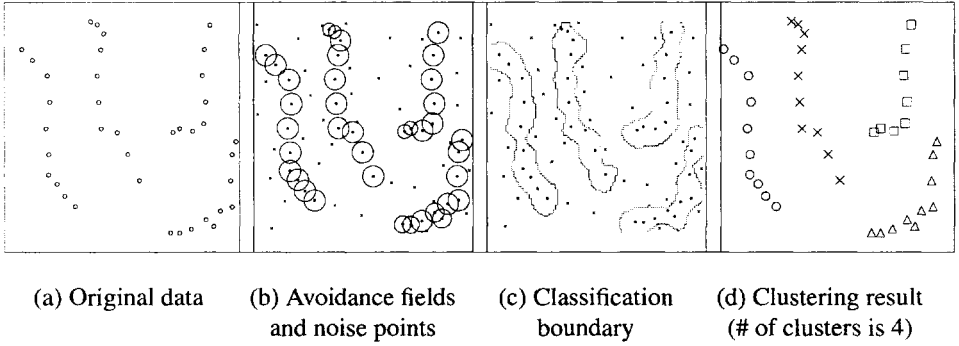 (a) Original data
(b) Avoidance fields
and noise points
(c) Classification
boundary
(d) Clustering result
(# of clusters is 4)